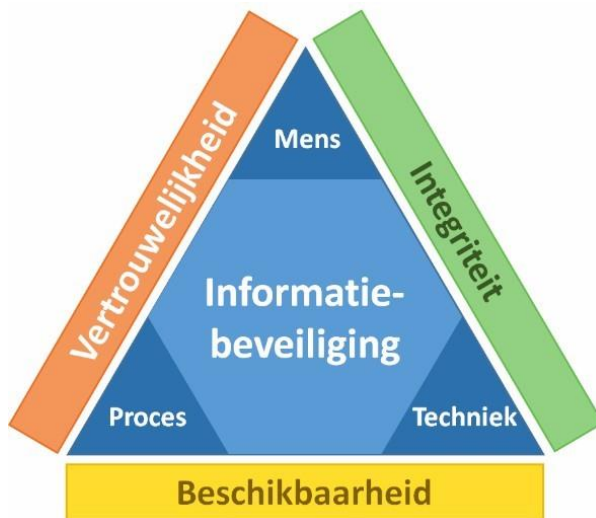 Mens
Vertrouwelijkheid
Integriteit
Informatie-
beveiliging
Proces
Techniek
Beschikbaarheid